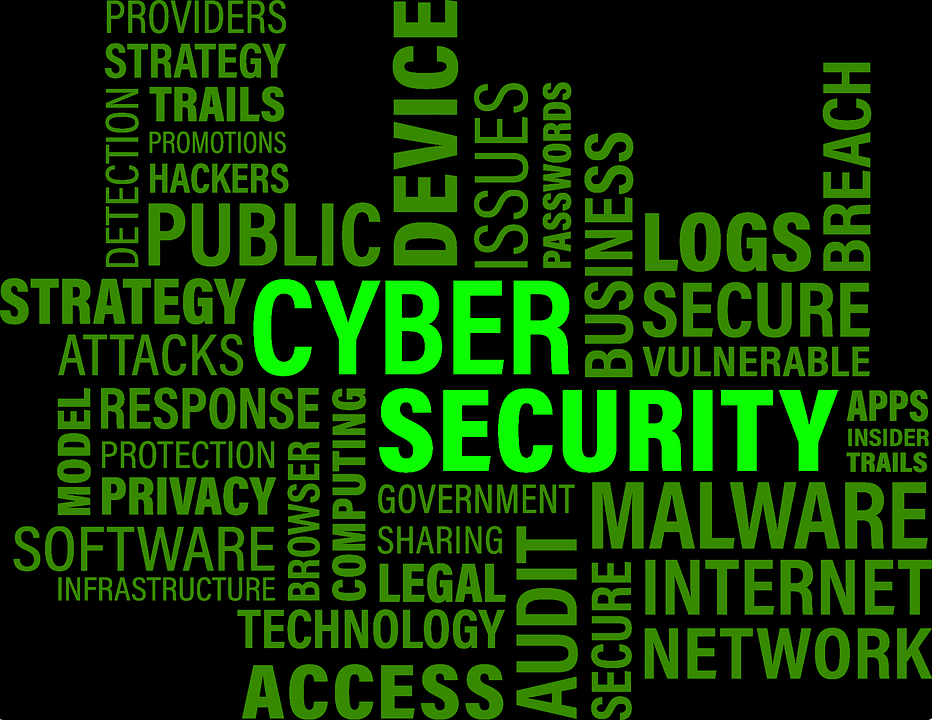 PROVIDERS
STRATEGY
DETECTION
TRAILS
PROMOTIONS
HACKERS
PUBLIC
DEVICE
ISSUES
PASSWORDS
BUSINESS
LOGS
BREACH
STRATEGY
CYBER
SECURE
ATTACKS
VULNERABLE
MODEL
RESPONSE
SECURITY
APPS
INSIDER
TRAILS
PROTECTION
PRIVACY
BROWSER
COMPUTING
GOVERNMENT
MALWARE
SOFTWARE
SHARING
INFRASTRUCTURE
LEGAL
AUDIT
SECURE
INTERNET
TECHNOLOGY
NETWORK
ACCESS